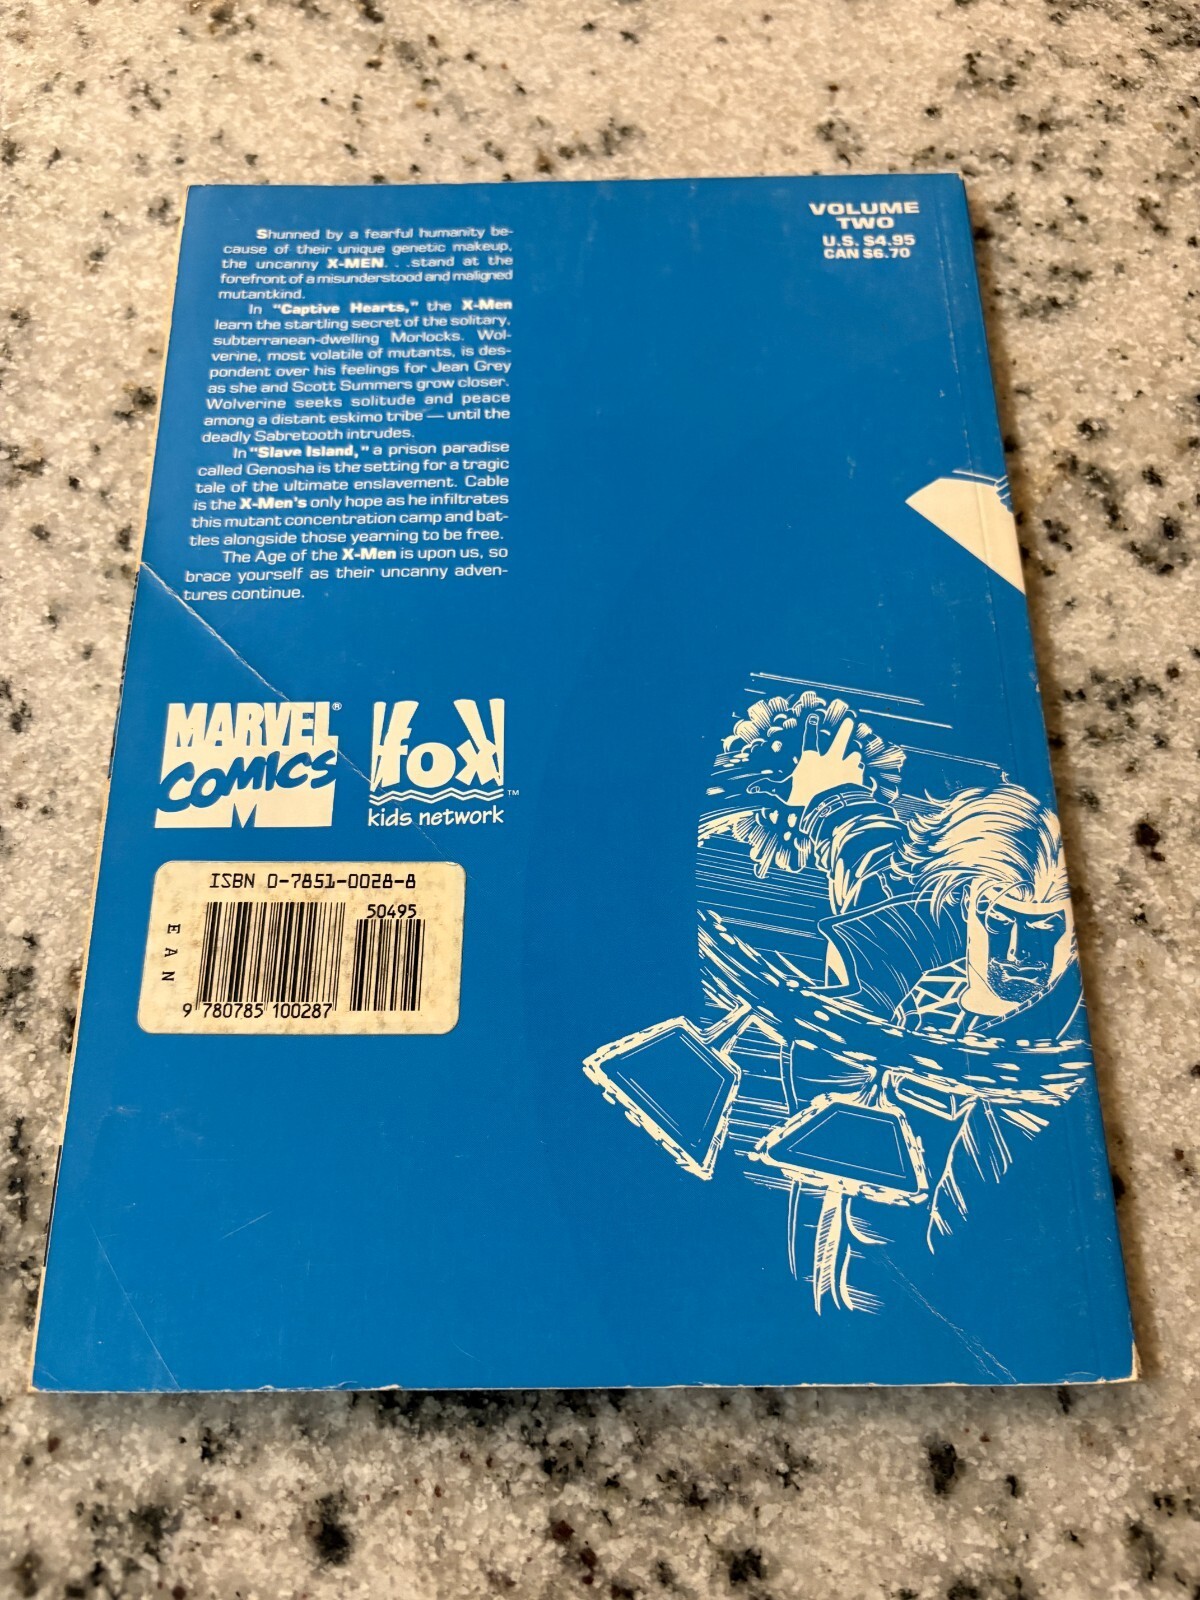 VOLUME
TWO
U.S. $4.95
CAN $6.70
Shunned by a fearful humanity be-
cause of their unique genetic makeup,
the uncanny X-MEN. . .stand at the
forefront of a misunderstood and maligned
mutantkind.
In "Captive Hearts," the X-Men
learn the startling secret of the solitary,
subterranean-dwelling Morlocks. Wol-
verine, most volatile of mutants, is des-
pondent over his feelings for Jean Grey
as she and Scott Summers grow closer.
Wolverine seeks solitude and peace
among a distant eskimo tribe — until the
deadly Sabretooth intrudes.
In "Slave Island," a prison paradise
called Genosha is the setting for a tragic
tale of the ultimate enslavement. Cable
is the X-Men's only hope as he infiltrates
this mutant concentration camp and bat-
tles alongside those yearning to be free.
The Age of the X-Men is upon us, so
brace yourself as their uncanny adven-
tures continue.
MARVEL®
COMICS
M
fox
kids network™
ISBN 0-7851-0028-8
50495
EAN
9 780785 100287